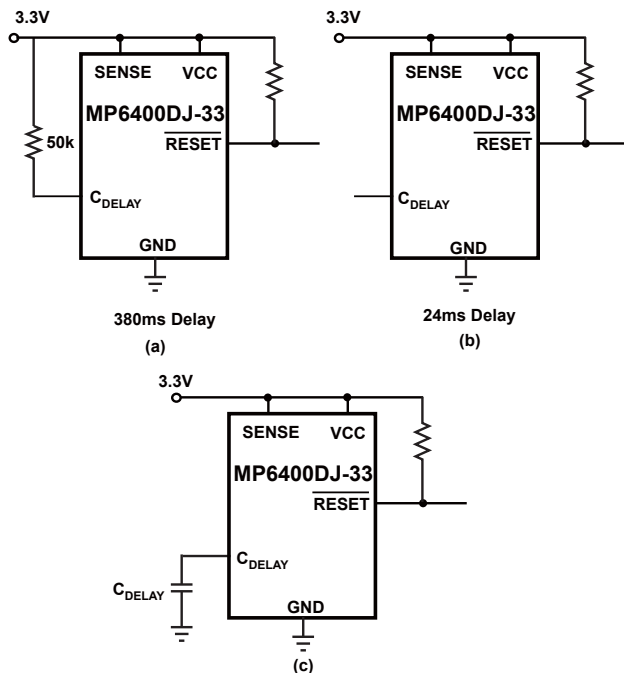 3.3V
SENSE VCC
MP6400DJ-33
50k
RESET
CDELAY
GND
380ms Delay
(a)
3.3V
SENSE VCC
MP6400DJ-33
RESET
CDELAY
GND
24ms Delay
(b)
3.3V
SENSE VCC
MP6400DJ-33
RESET
CDELAY
CDELAY
GND
(c)